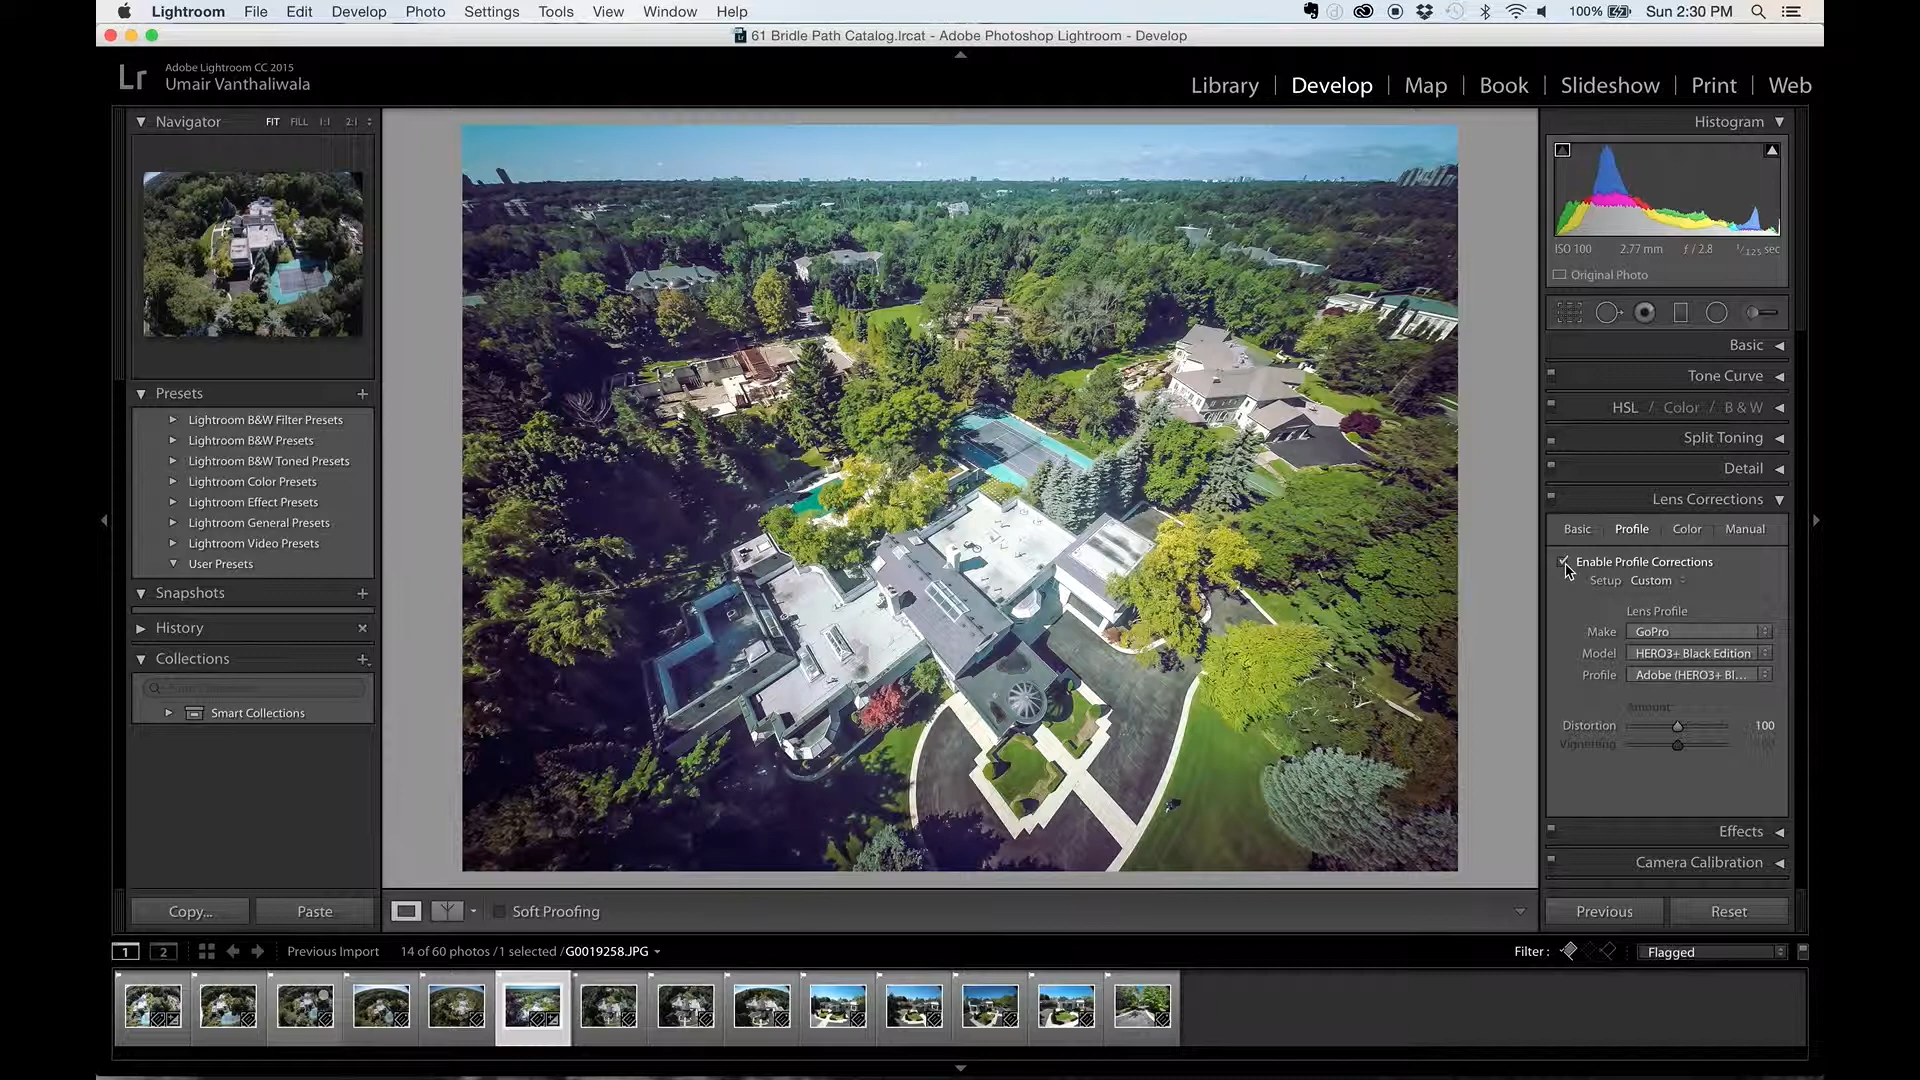 Lightroom File Edit Develop Photo Settings Tools View Window Help 100% Sun 2:30 PM
61 Bridle Path Catalog.lrcat - Adobe Photoshop Lightroom - Develop
Lr Adobe Lightroom CC 2015
Umair Vanthaliwala
Library | Develop | Map | Book | Slideshow | Print | Web
Navigator FIT FILL 1:1 2:1
Histogram
ISO 100 2.77 mm ƒ / 2.8 1/125 sec
Original Photo
Basic
Tone Curve
HSL / Color / B & W
Split Toning
Detail
Lens Corrections
Basic Profile Color Manual
Enable Profile Corrections
Setup Custom
Lens Profile
Make GoPro
Model HERO3+ Black Edition
Profile Adobe (HERO3+ Bl...
Amount
Distortion 100
Vignetting 100
Effects
Camera Calibration
Previous Reset
Presets
Lightroom B&W Filter Presets
Lightroom B&W Presets
Lightroom B&W Toned Presets
Lightroom Color Presets
Lightroom Effect Presets
Lightroom General Presets
Lightroom Video Presets
User Presets
Snapshots
History
Collections
Smart Collections
Copy... Paste
Soft Proofing
1 2 Previous Import 14 of 60 photos / 1 selected / G0019258.JPG
Filter : Flagged